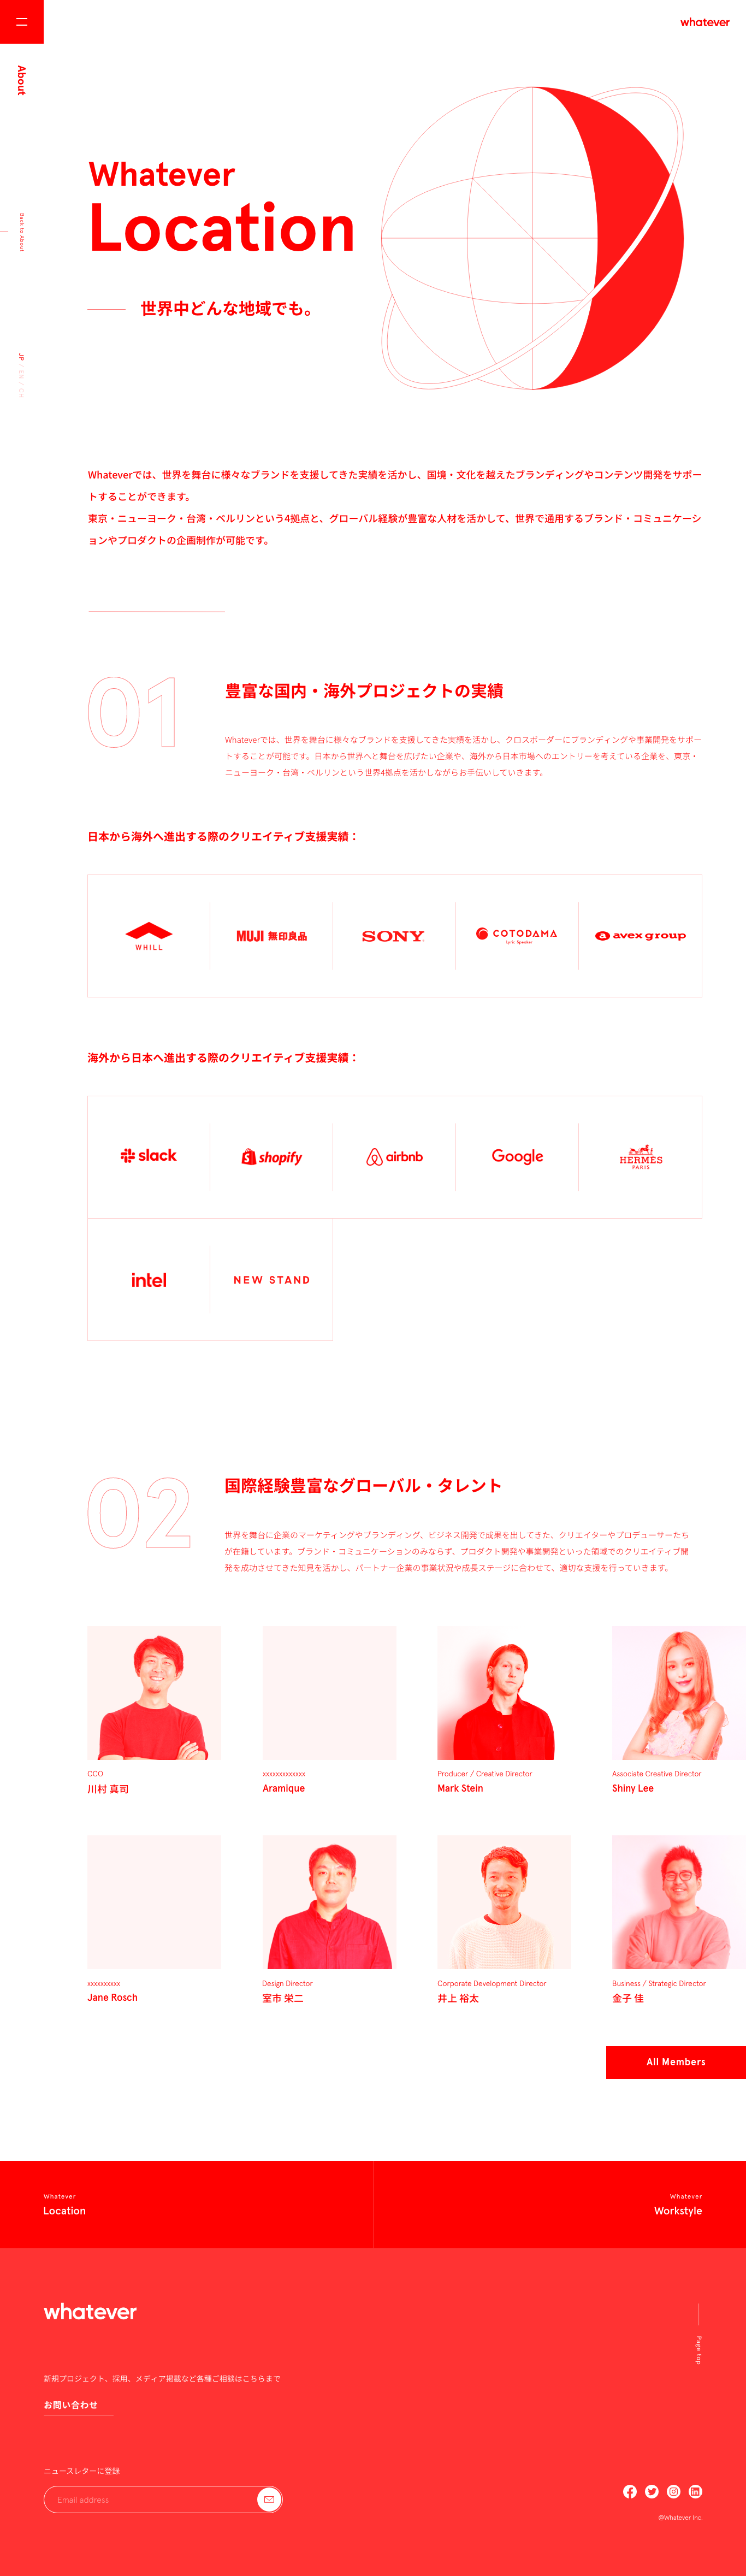 whatever
About
Back to About
JP / EN / CN
Whatever
Location
世界中どんな地域でも。
Whateverでは、世界を舞台に様々なブランドを支援してきた実績を活かし、国境・文化を越えたブランディングやコンテンツ開発をサポー
トすることができます。
東京・ニューヨーク・台湾・ベルリンという4拠点と、グローバル経験が豊富な人材を活かして、世界で通用するブランド・コミュニケーシ
ョンやプロダクトの企画制作が可能です。
01
豊富な国内・海外プロジェクトの実績
Whateverでは、世界を舞台に様々なブランドを支援してきた実績を活かし、クロスボーダーにブランディングや事業開発をサポー
トすることが可能です。日本から世界へと舞台を広げたい企業や、海外から日本市場へのエントリーを考えている企業を、東京・
ニューヨーク・台湾・ベルリンという世界4拠点を活かしながらお手伝いしていきます。
日本から海外へ進出する際のクリエイティブ支援実績：
WHILL
MUJI 無印良品
SONY
COTODAMA
Lyric Speaker
avex group
海外から日本へ進出する際のクリエイティブ支援実績：
slack
shopify
airbnb
Google
HERMÈS
PARIS
intel
NEW STAND
02
国際経験豊富なグローバル・タレント
世界を舞台に企業のマーケティングやブランディング、ビジネス開発で成果を出してきた、クリエイターやプロデューサーたち
が在籍しています。ブランド・コミュニケーションのみならず、プロダクト開発や事業開発といった領域でのクリエイティブ開
発を成功させてきた知見を活かし、パートナー企業の事業状況や成長ステージに合わせて、適切な支援を行っていきます。
CCO
川村 真司
xxxxxxxxxxxxx
Aramique
Producer / Creative Director
Mark Stein
Associate Creative Director
Shiny Lee
xxxxxxxxxx
Jane Rosch
Design Director
室市 栄二
Corporate Development Director
井上 裕太
Business / Strategic Director
金子 佳
All Members
Whatever
Location
Whatever
Workstyle
whatever
Page top
新規プロジェクト、採用、メディア掲載など各種ご相談はこちらまで
お問い合わせ
ニュースレターに登録
Email address
@Whatever Inc.